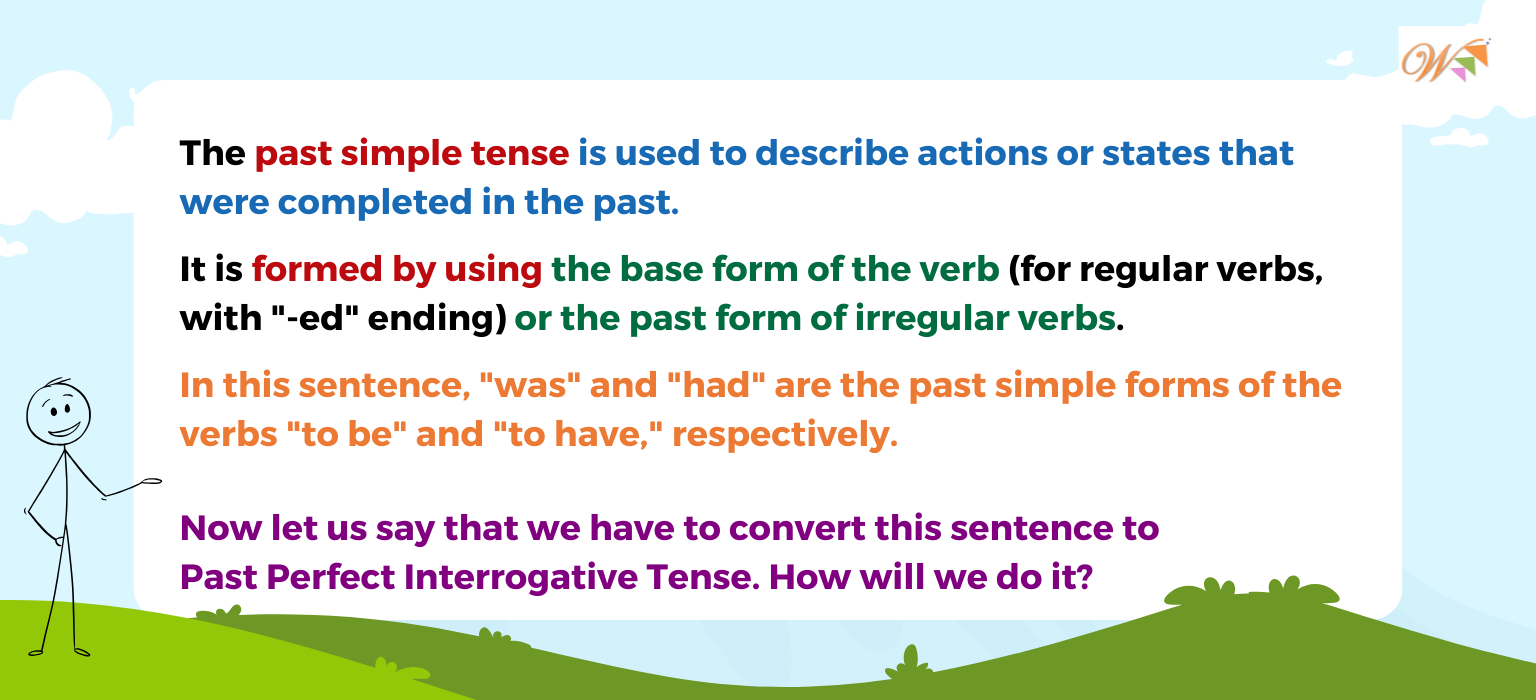 W
The past simple tense is used to describe actions or states that
were completed in the past.
It is formed by using the base form of the verb (for regular verbs,
with "-ed" ending) or the past form of irregular verbs.
In this sentence, "was" and "had" are the past simple forms of the
verbs "to be" and "to have," respectively.
Now let us say that we have to convert this sentence to
Past Perfect Interrogative Tense. How will we do it?